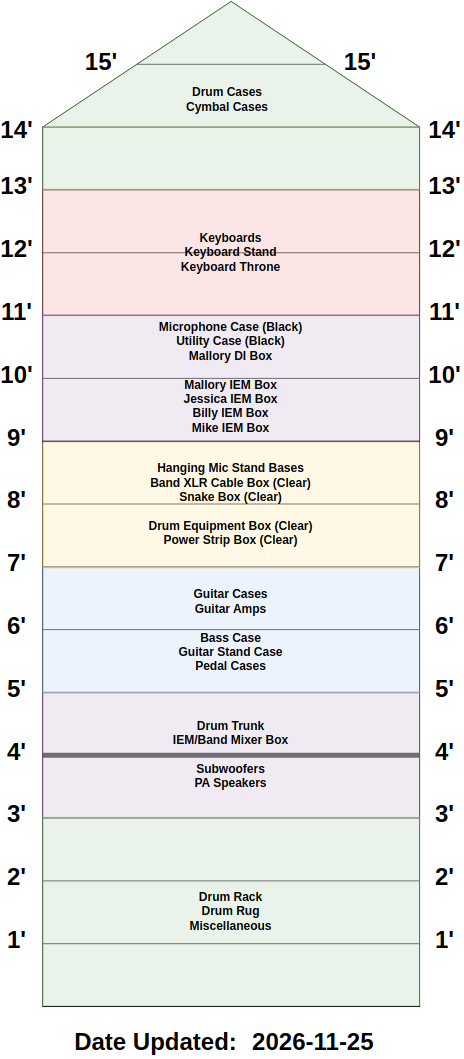 15' 15'
Drum Cases
Cymbal Cases
14' 14'
13' 13'
Keyboards
12' Keyboard Stand 12'
Keyboard Throne
11' 11'
Microphone Case (Black)
Utility Case (Black)
Mallory DI Box
10' 10'
Mallory IEM Box
Jessica IEM Box
Billy IEM Box
Mike IEM Box
9' 9'
Hanging Mic Stand Bases
Band XLR Cable Box (Clear)
8' Snake Box (Clear) 8'
Drum Equipment Box (Clear)
Power Strip Box (Clear)
7' 7'
Guitar Cases
Guitar Amps
6' 6'
Bass Case
Guitar Stand Case
Pedal Cases
5' 5'
Drum Trunk
IEM/Band Mixer Box
4' 4'
Subwoofers
PA Speakers
3' 3'
2' 2'
Drum Rack
Drum Rug
Miscellaneous
1' 1'
Date Updated: 2026-11-25